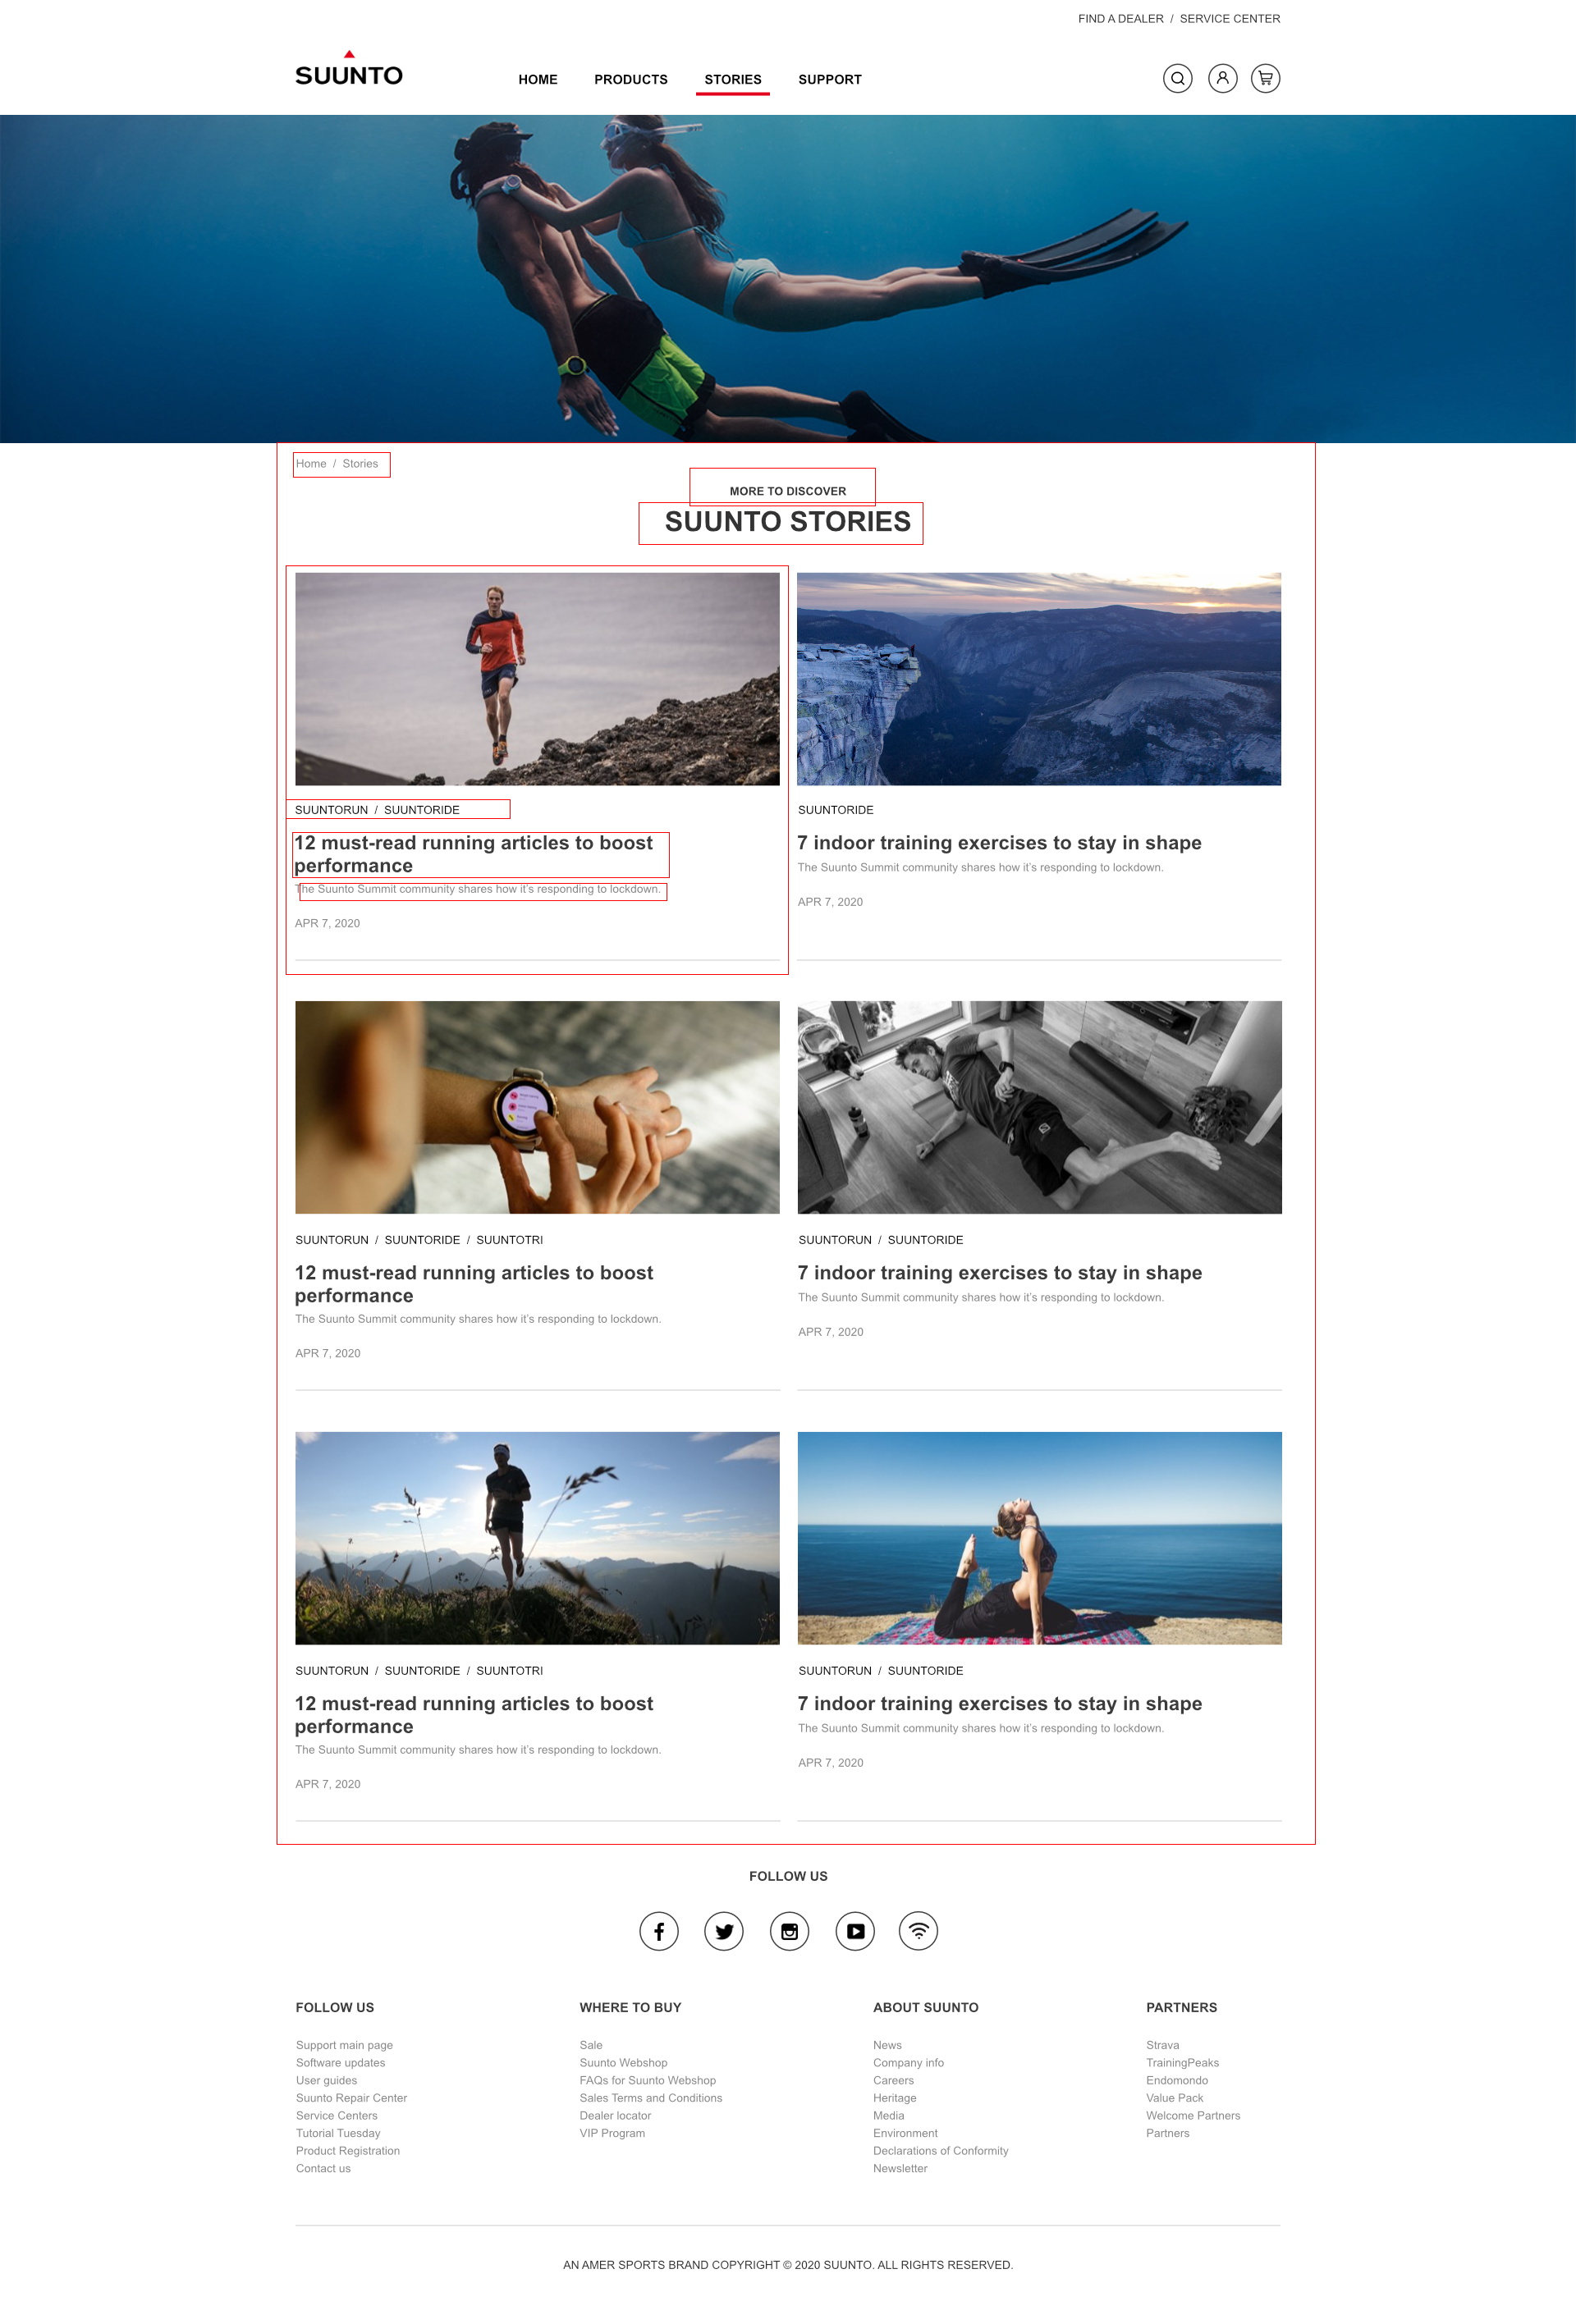 FIND A DEALER / SERVICE CENTER
SUUNTO
HOME PRODUCTS STORIES SUPPORT
Home / Stories
MORE TO DISCOVER
SUUNTO STORIES
SUUNTORUN / SUUNTORIDE
12 must-read running articles to boost
performance
The Suunto Summit community shares how it's responding to lockdown.
APR 7, 2020
SUUNTORIDE
7 indoor training exercises to stay in shape
The Suunto Summit community shares how it's responding to lockdown.
APR 7, 2020
SUUNTORUN / SUUNTORIDE / SUUNTOTRI
12 must-read running articles to boost
performance
The Suunto Summit community shares how it's responding to lockdown.
APR 7, 2020
SUUNTORUN / SUUNTORIDE
7 indoor training exercises to stay in shape
The Suunto Summit community shares how it's responding to lockdown.
APR 7, 2020
SUUNTORUN / SUUNTORIDE / SUUNTOTRI
12 must-read running articles to boost
performance
The Suunto Summit community shares how it's responding to lockdown.
APR 7, 2020
SUUNTORUN / SUUNTORIDE
7 indoor training exercises to stay in shape
The Suunto Summit community shares how it's responding to lockdown.
APR 7, 2020
FOLLOW US
FOLLOW US
Support main page
Software updates
User guides
Suunto Repair Center
Service Centers
Tutorial Tuesday
Product Registration
Contact us
WHERE TO BUY
Sale
Suunto Webshop
FAQs for Suunto Webshop
Sales Terms and Conditions
Dealer locator
VIP Program
ABOUT SUUNTO
News
Company info
Careers
Heritage
Media
Environment
Declarations of Conformity
Newsletter
PARTNERS
Strava
TrainingPeaks
Endomondo
Value Pack
Welcome Partners
Partners
AN AMER SPORTS BRAND COPYRIGHT © 2020 SUUNTO. ALL RIGHTS RESERVED.